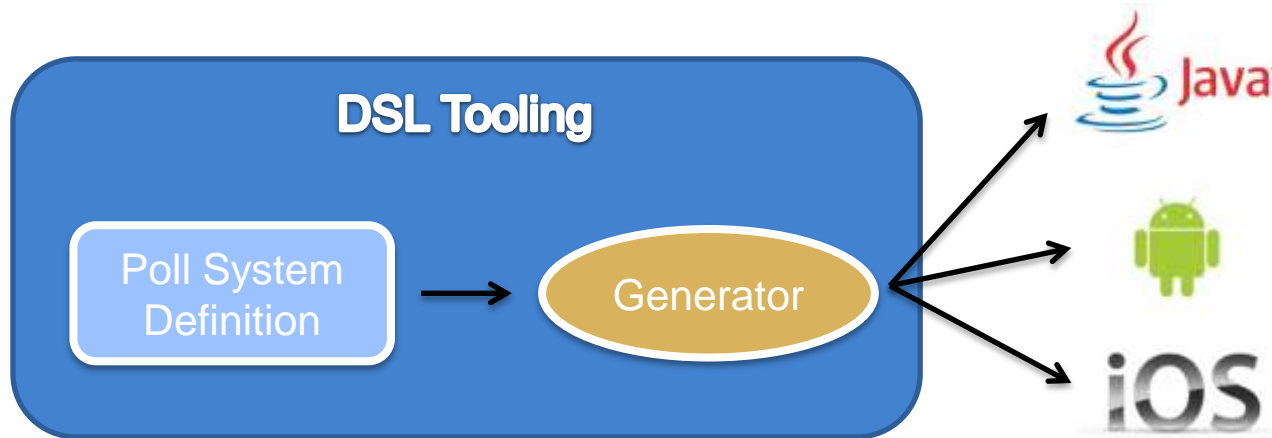 DSL Tooling
Java
Poll System
Definition
Generator
iOS